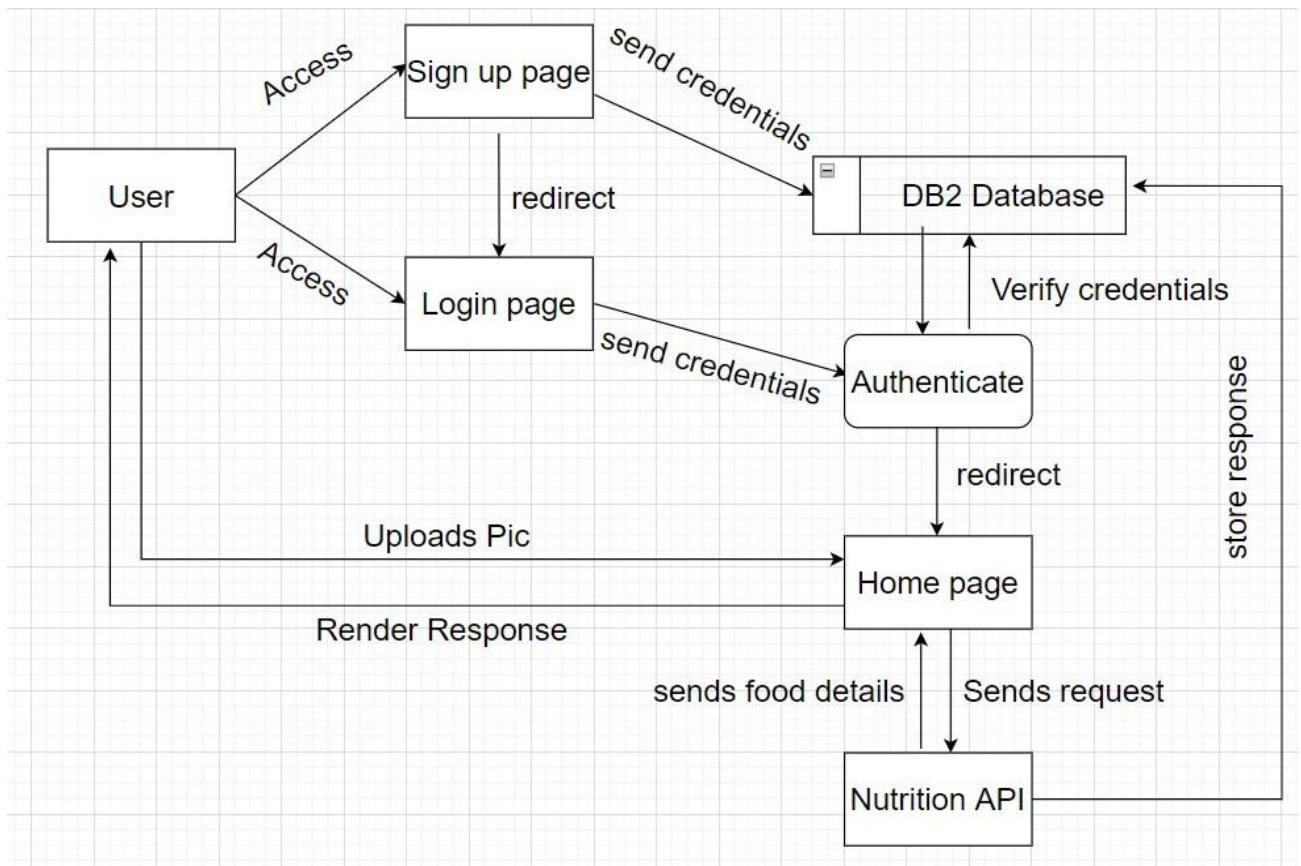 Access
Sign up page
send credentials
User
redirect
DB2 Database
Access
Login page
Verify credentials
send credentials
Authenticate
store response
redirect
Uploads Pic
Home page
Render Response
sends food details
Sends request
Nutrition API